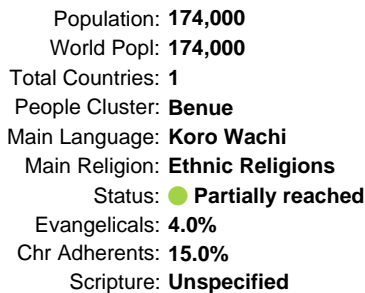 Population: 174,000
World Popl: 174,000
Total Countries: 1
People Cluster: Benue
Main Language: Koro Wachi
Main Religion: Ethnic Religions
Status: Partially reached
Evangelicals: 4.0%
Chr Adherents: 15.0%
Scripture: Unspecified